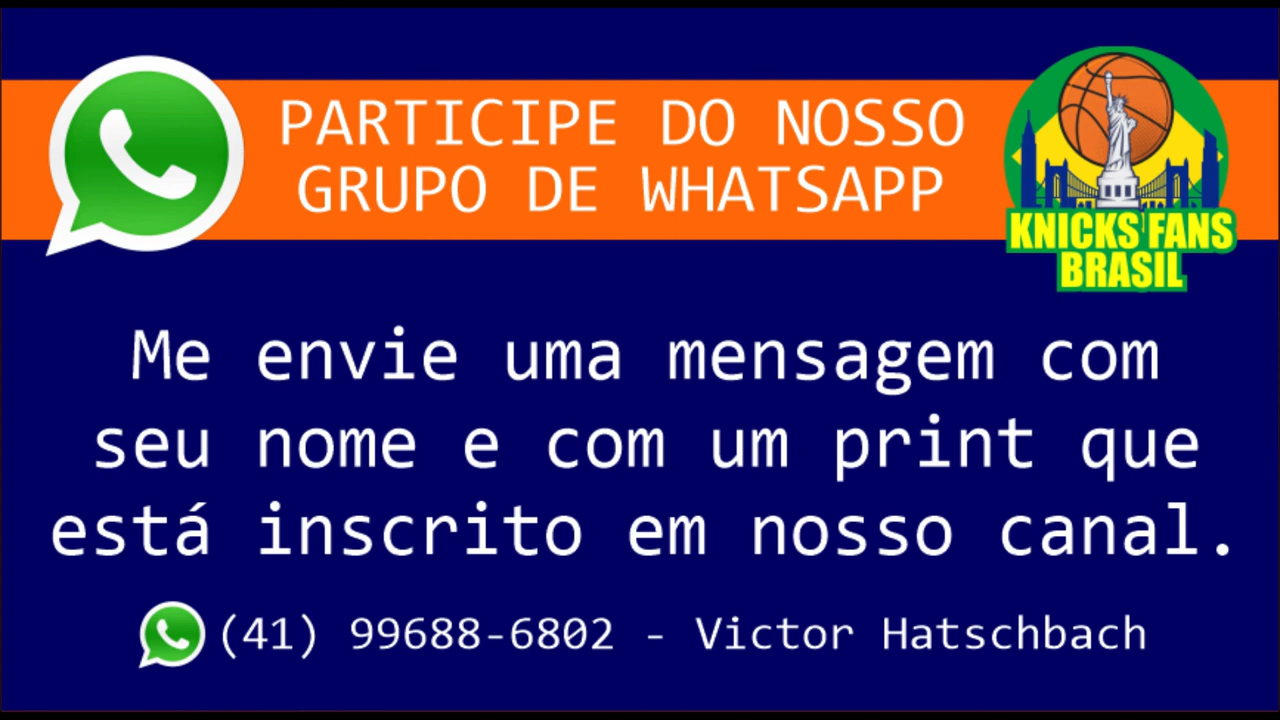 PARTICIPE DO NOSSO
GRUPO DE WHATSAPP
KNICKS FANS
BRASIL
Me envie uma mensagem com
seu nome e com um print que
está inscrito em nosso canal.
(41) 99688-6802 - Victor Hatschbach